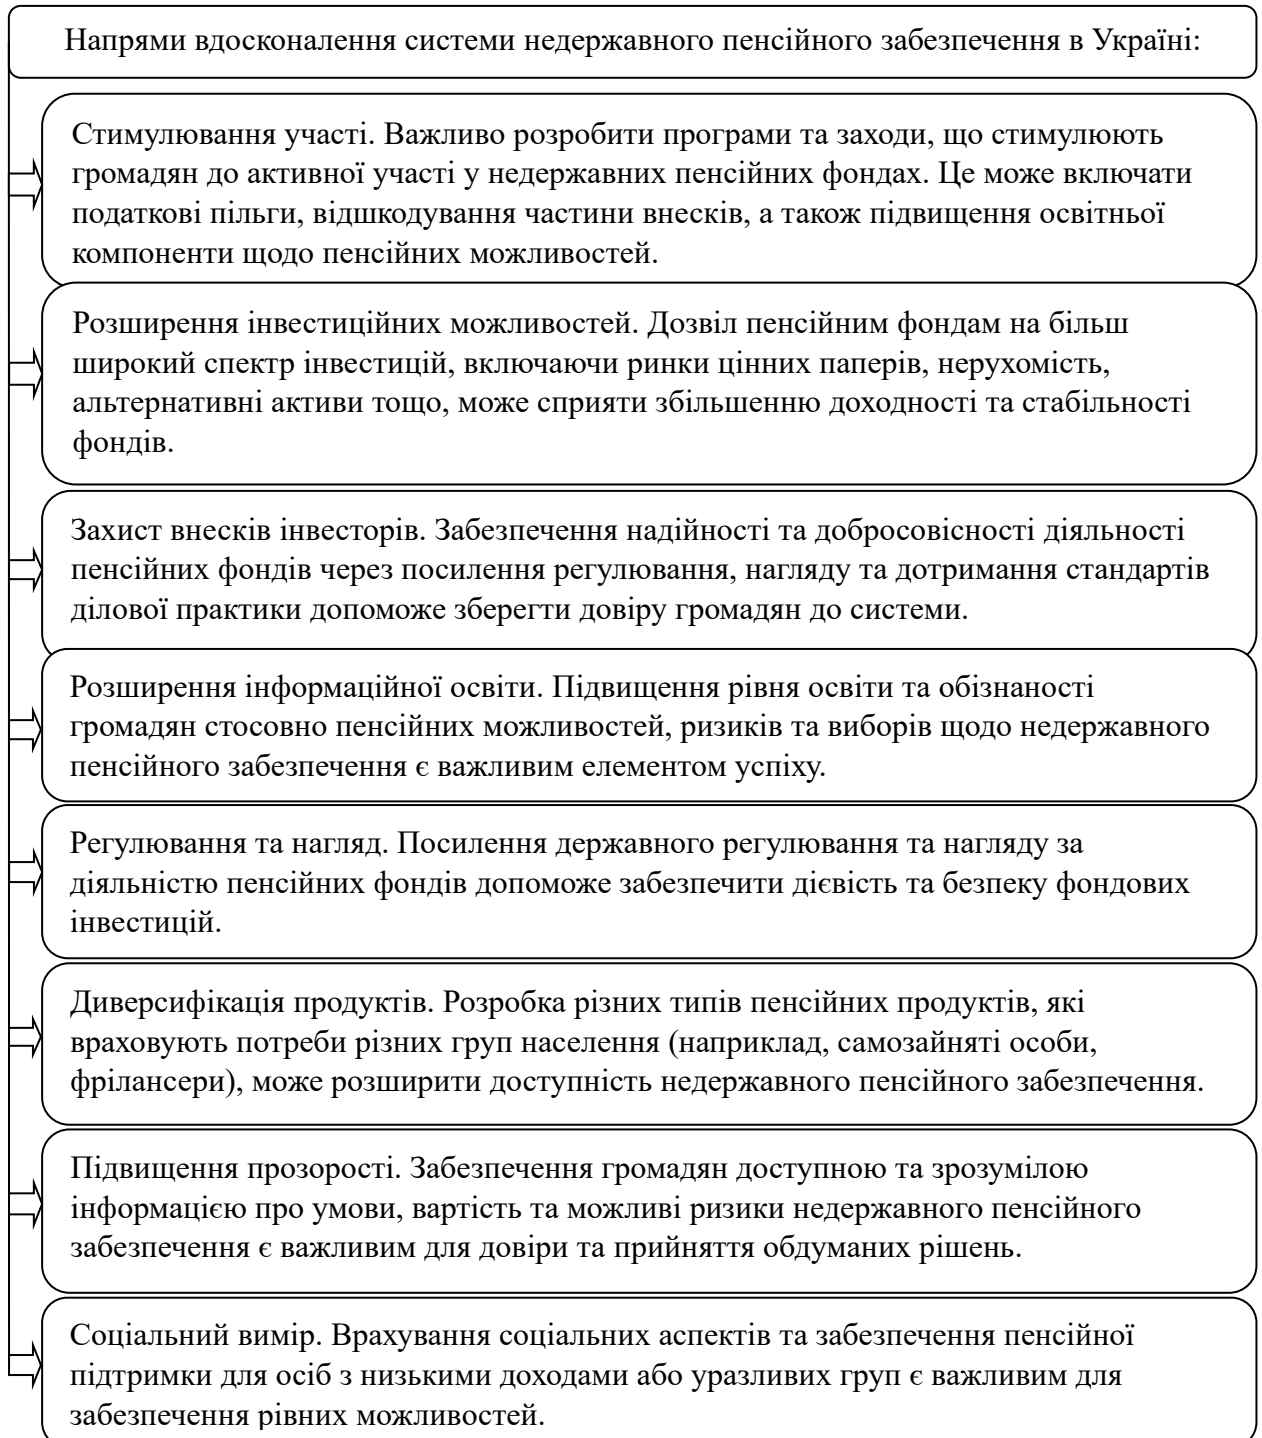 Напрями вдосконалення системи недержавного пенсійного забезпечення в Україні:
Стимулювання участі. Важливо розробити програми та заходи, що стимулюють
громадян до активної участі у недержавних пенсійних фондах. Це може включати
податкові пільги, відшкодування частини внесків, а також підвищення освітньої
компоненти щодо пенсійних можливостей.
Розширення інвестиційних можливостей. Дозвіл пенсійним фондам на більш
широкий спектр інвестицій, включаючи ринки цінних паперів, нерухомість,
альтернативні активи тощо, може сприяти збільшенню доходності та стабільності
фондів.
Захист внесків інвесторів. Забезпечення надійності та добросовісності діяльності
пенсійних фондів через посилення регулювання, нагляду та дотримання стандартів
ділової практики допоможе зберегти довіру громадян до системи.
Розширення інформаційної освіти. Підвищення рівня освіти та обізнаності
громадян стосовно пенсійних можливостей, ризиків та виборів щодо недержавного
пенсійного забезпечення є важливим елементом успіху.
Регулювання та нагляд. Посилення державного регулювання та нагляду за
діяльністю пенсійних фондів допоможе забезпечити дієвість та безпеку фондових
інвестицій.
Диверсифікація продуктів. Розробка різних типів пенсійних продуктів, які
враховують потреби різних груп населення (наприклад, самозайняті особи,
фрілансери), може розширити доступність недержавного пенсійного забезпечення.
Підвищення прозорості. Забезпечення громадян доступною та зрозумілою
інформацією про умови, вартість та можливі ризики недержавного пенсійного
забезпечення є важливим для довіри та прийняття обдуманих рішень.
Соціальний вимір. Врахування соціальних аспектів та забезпечення пенсійної
підтримки для осіб з низькими доходами або уразливих груп є важливим для
забезпечення рівних можливостей.